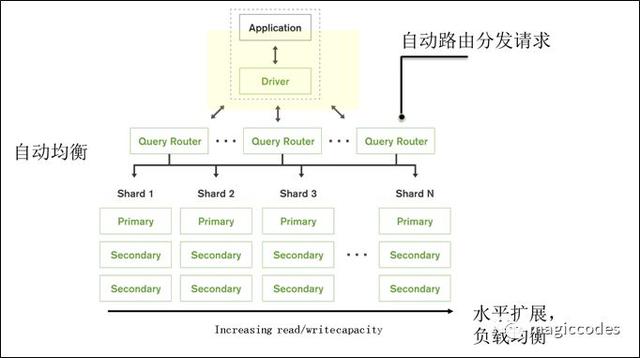 Application
自动路由分发请求
Driver
Query Router ··· Query Router ··· Query Router
自动均衡
Shard 1 Shard 2 Shard 3 Shard N
Primary Primary Primary Primary
Secondary Secondary Secondary ··· Secondary
Secondary Secondary Secondary Secondary
水平扩展，
Increasing read/writecapacity
负载均衡
magiccodes